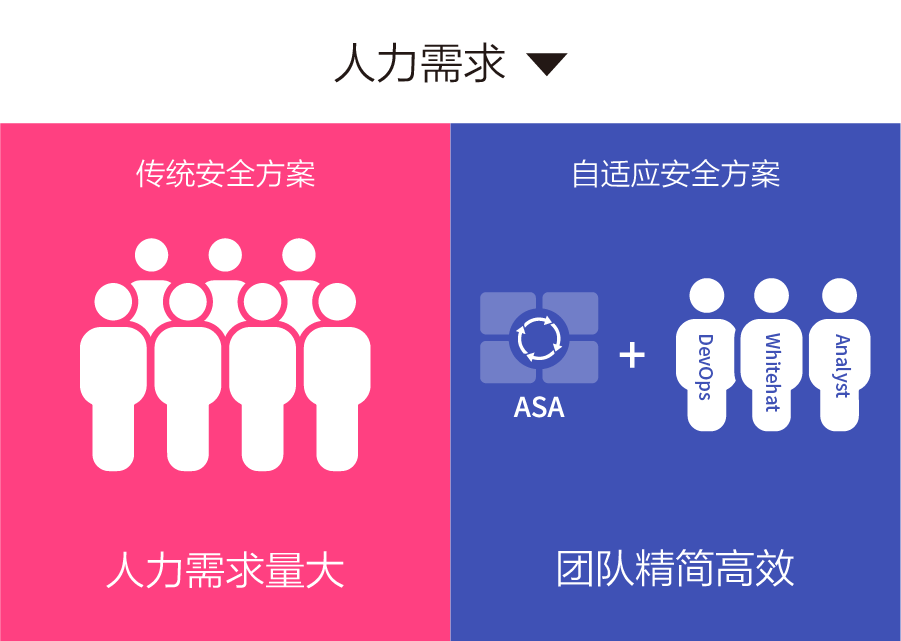 人力需求
传统安全方案
自适应安全方案
ASA
+
DevOps
Whitehat
Analyst
人力需求量大
团队精简高效